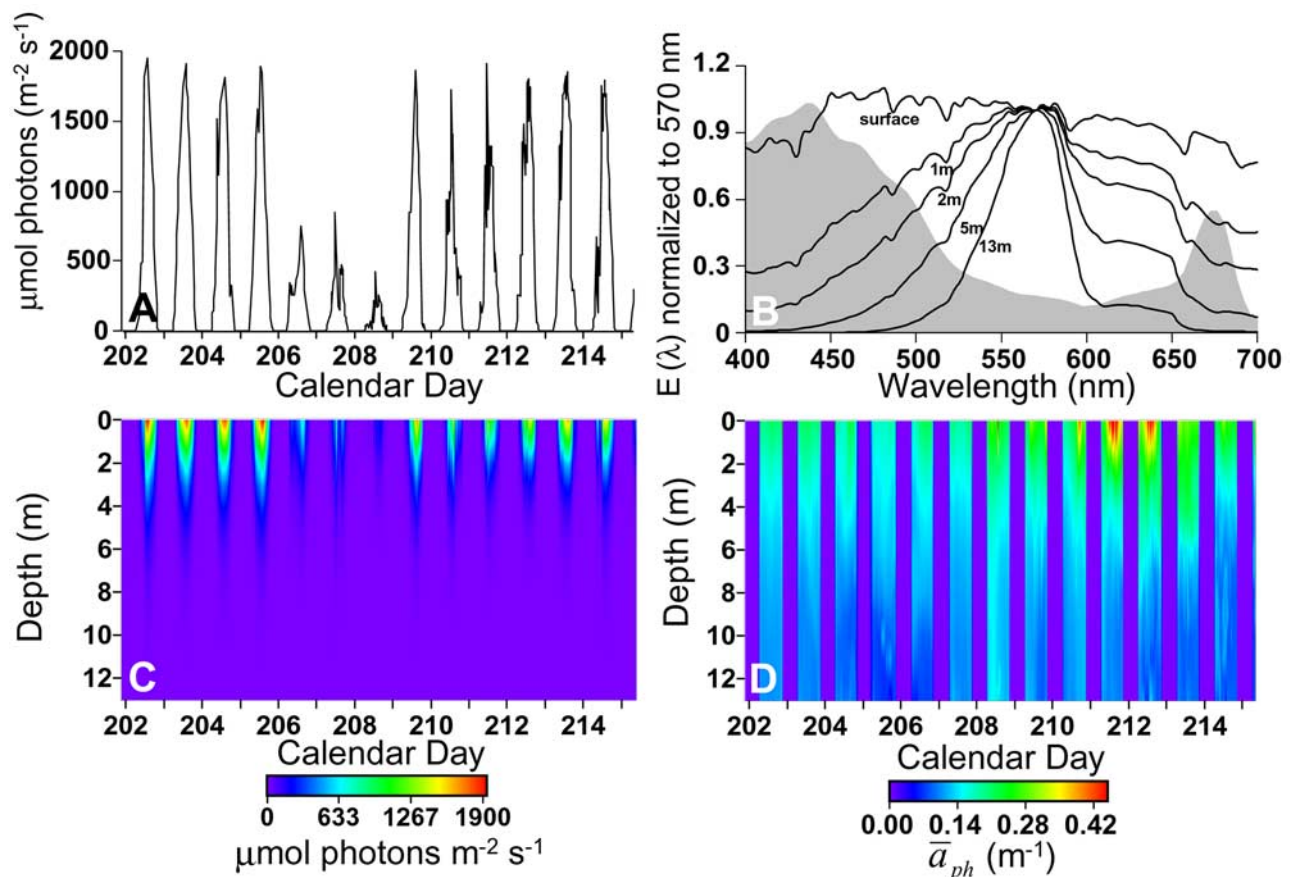 μmol photons (m-2 s-1)
2000
1500
1000
500
0
A
202 204 206 208 210 212 214
Calendar Day
E (λ) normalized to 570 nm
1.2
0.9
0.6
0.3
0
surface
1m
2m
5m
13m
B
400 450 500 550 600 650 700
Wavelength (nm)
Depth (m)
0
2
4
6
8
10
12
C
202 204 206 208 210 212 214
Calendar Day
0 633 1267 1900
μmol photons m-2 s-1
Depth (m)
0
2
4
6
8
10
12
D
202 204 206 208 210 212 214
Calendar Day
0.00 0.14 0.28 0.42
a̅ph (m-1)